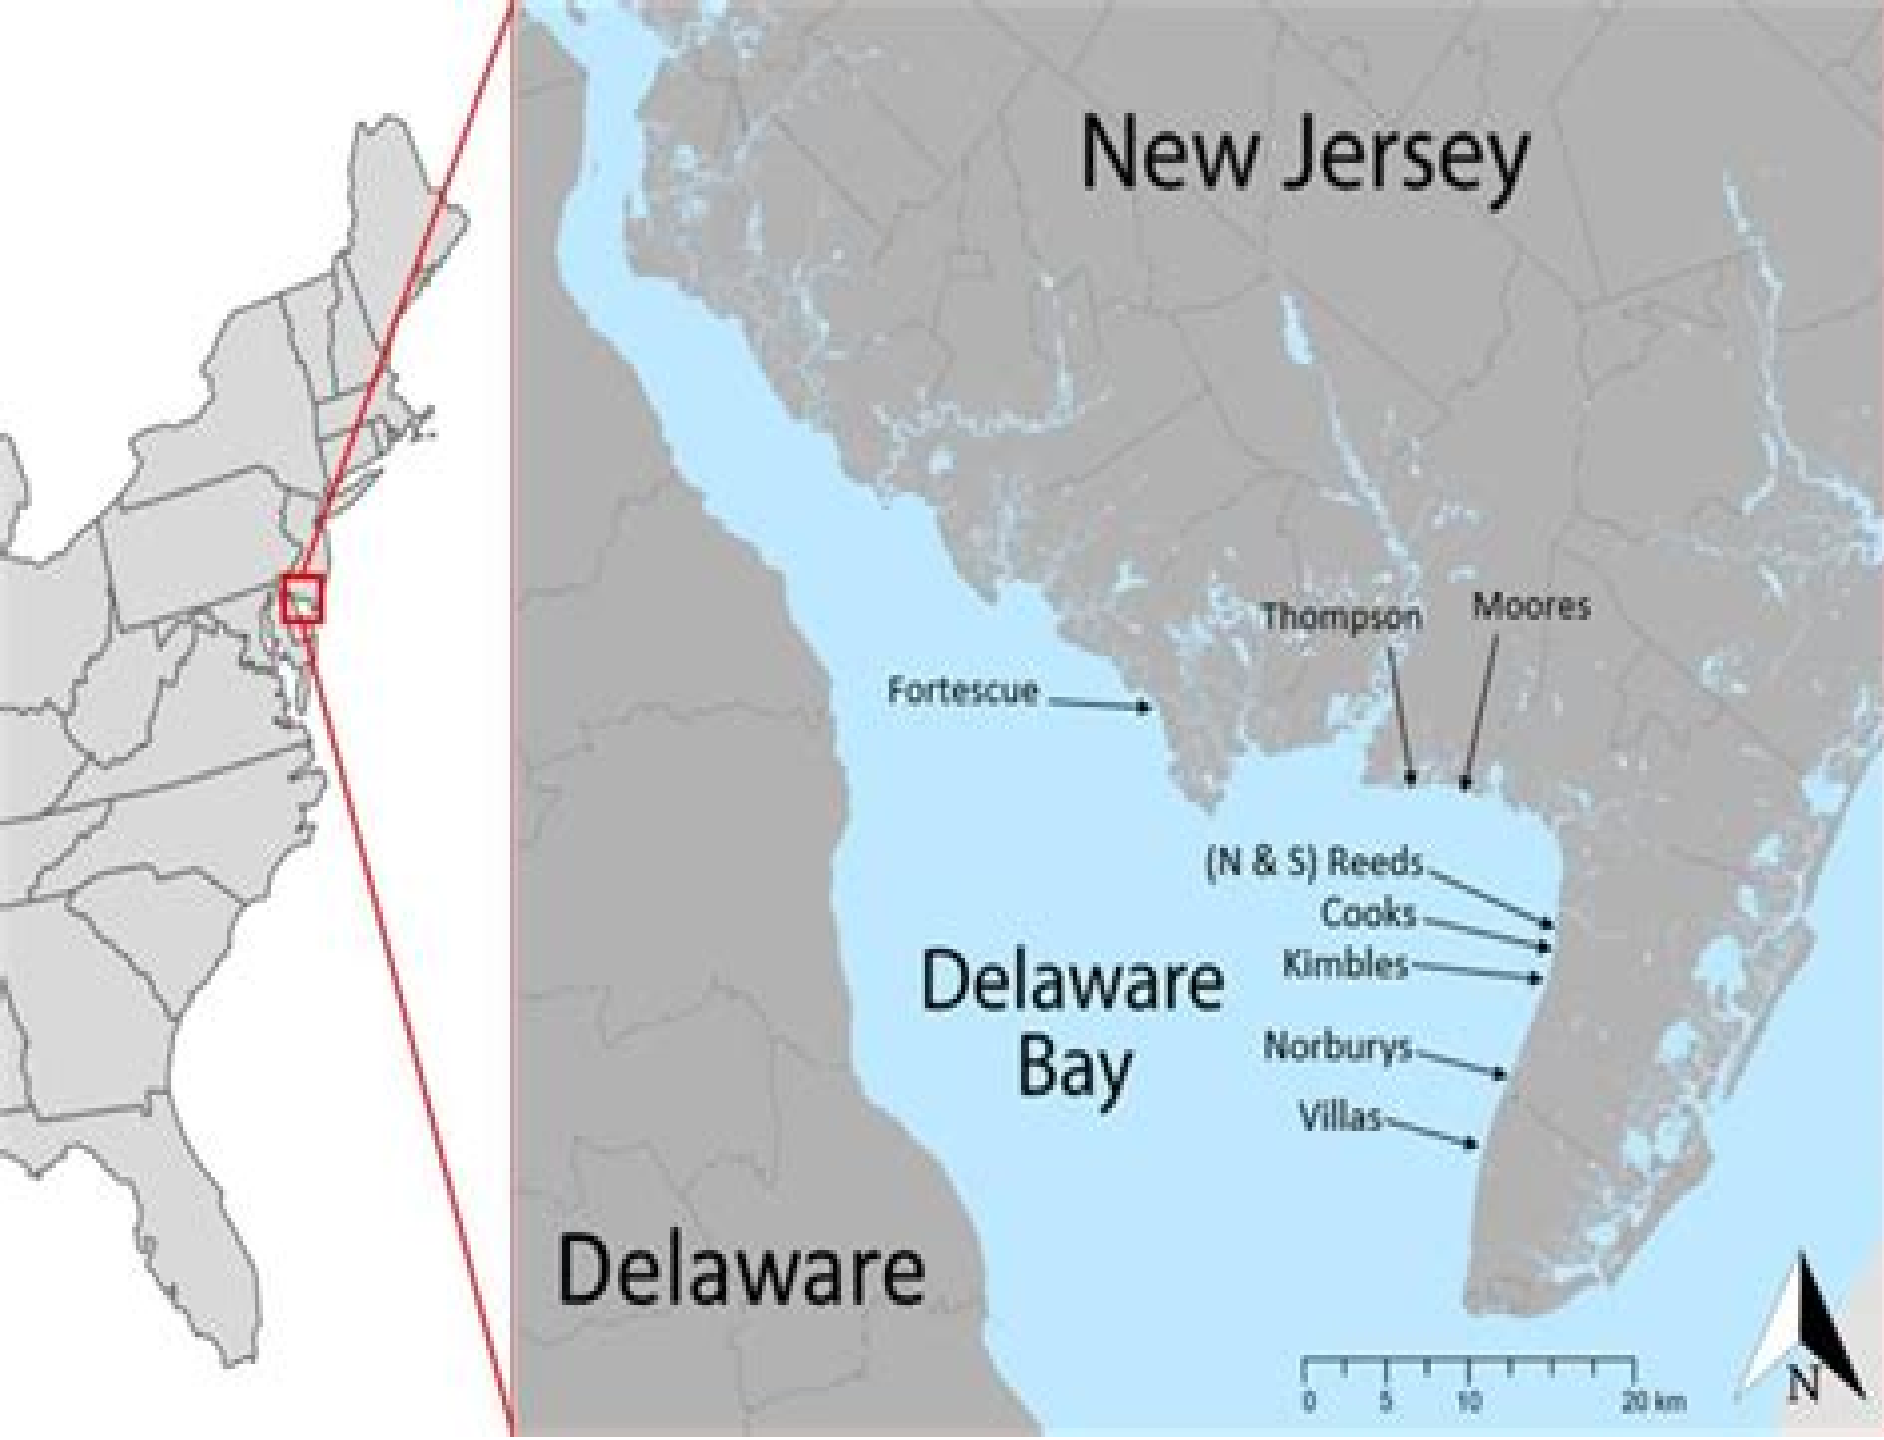 New Jersey
Thompson
Moores
Fortescue
(N & S) Reeds
Cooks
Kimbles
Delaware
Bay
Norburys
Villas
Delaware
0 5 10 20 km
N